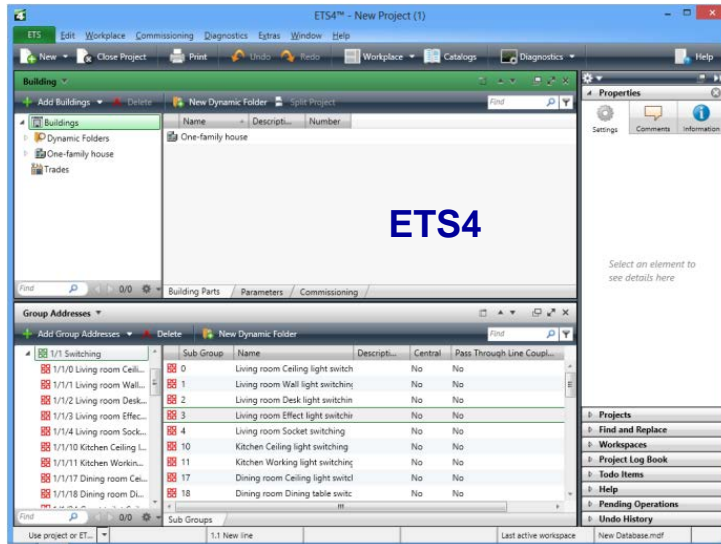 ETS4™ - New Project (1)
ETS Edit Workplace Commissioning Diagnostics Extras Window Help
New Close Project Print Undo Redo Workplace Catalogs Diagnostics Help
Building
Add Buildings Delete New Dynamic Folder Split Project Find
Buildings
Dynamic Folders
One-family house
Trades
Name Descripti... Number
One-family house
ETS4
Find 0/0
Building Parts Parameters Commissioning
Properties
Settings Comments Information
Select an element to
see details here
Group Addresses
Add Group Addresses Delete New Dynamic Folder Find
1/1 Switching
1/1/0 Living room Ceili...
1/1/1 Living room Wall...
1/1/2 Living room Desk...
1/1/3 Living room Effec...
1/1/4 Living room Sock...
1/1/10 Kitchen Ceiling l...
1/1/11 Kitchen Workin...
1/1/17 Dining room Cei...
1/1/18 Dining room Di...
Sub Group Name Descripti... Central Pass Through Line Coupl...
0 Living room Ceiling light switch No No
1 Living room Wall light switching No No
2 Living room Desk light switchin No No
3 Living room Effect light switchin No No
4 Living room Socket switching No No
10 Kitchen Ceiling light switching No No
11 Kitchen Working light switching No No
17 Dining room Ceiling light switcl No No
18 Dining room Dining table switc No No
Find 0/0
Sub Groups
Projects
Find and Replace
Workspaces
Project Log Book
Todo Items
Help
Pending Operations
Undo History
Use project or ET... 1.1 New line Last active workspace New Database.mdf